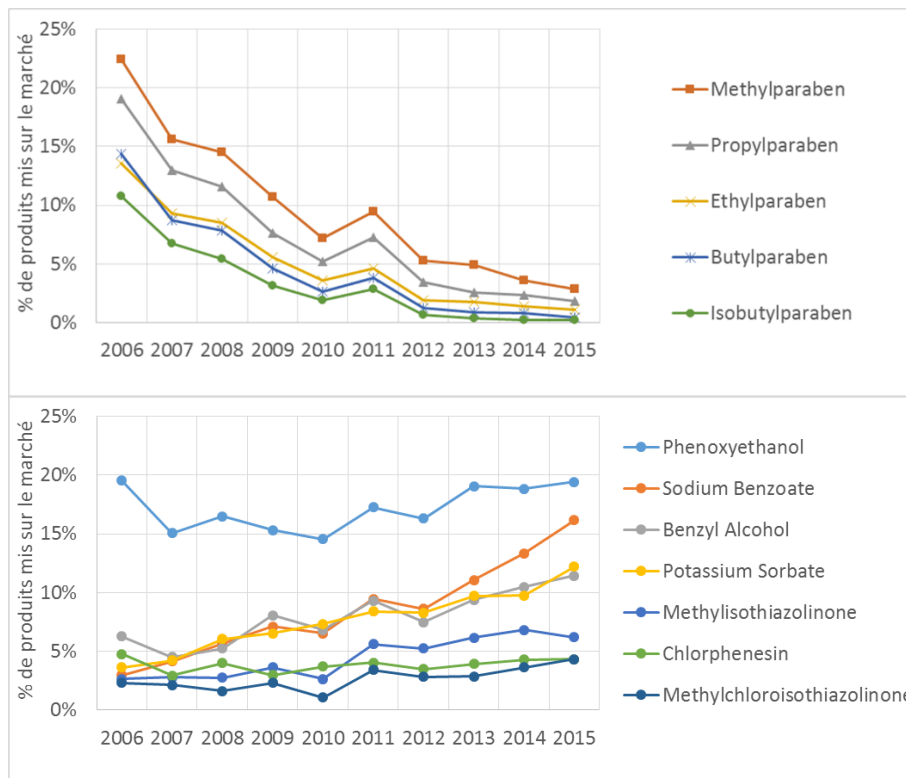 % de produits mis sur le marché
25%
20%
15%
10%
5%
0%
2006 2007 2008 2009 2010 2011 2012 2013 2014 2015
Methylparaben
Propylparaben
Ethylparaben
Butylparaben
Isobutylparaben
% de produits mis sur le marché
25%
20%
15%
10%
5%
0%
2006 2007 2008 2009 2010 2011 2012 2013 2014 2015
Phenoxyethanol
Sodium Benzoate
Benzyl Alcohol
Potassium Sorbate
Methylisothiazolinone
Chlorphenesin
Methylchloroisothiazolinone